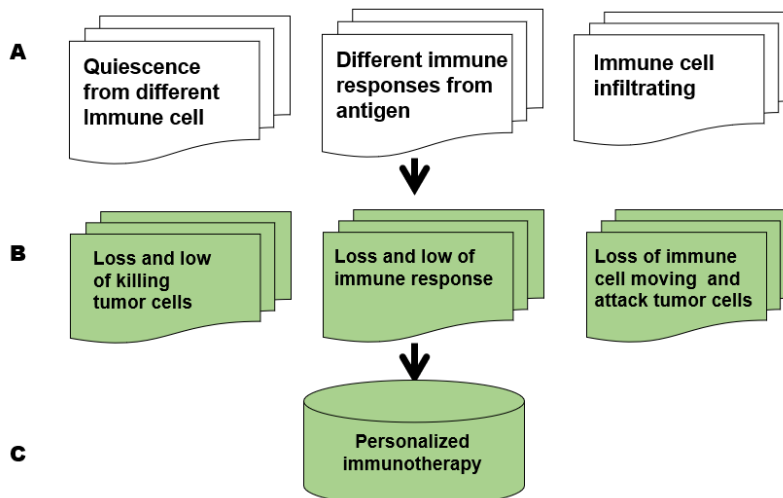 A
Quiescence
from different
Immune cell
Different immune
responses from
antigen
Immune cell
infiltrating
B
Loss and low
of killing
tumor cells
Loss and low of
immune response
Loss of immune
cell moving and
attack tumor cells
C
Personalized
immunotherapy